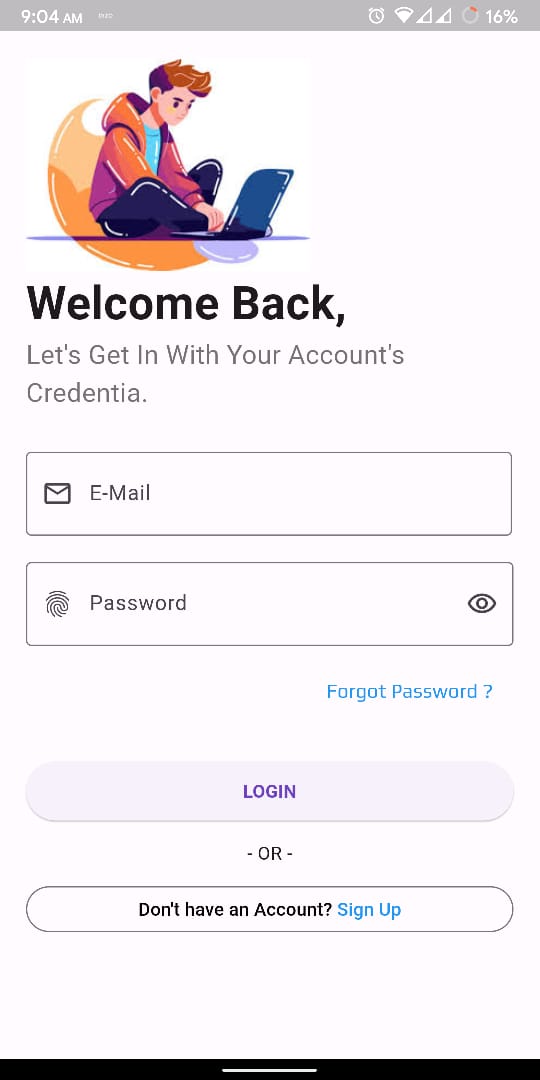 9:04 AM
16%
Welcome Back,
Let's Get In With Your Account's
Credentia.
E-Mail
Password
Forgot Password ?
LOGIN
- OR -
Don't have an Account? Sign Up